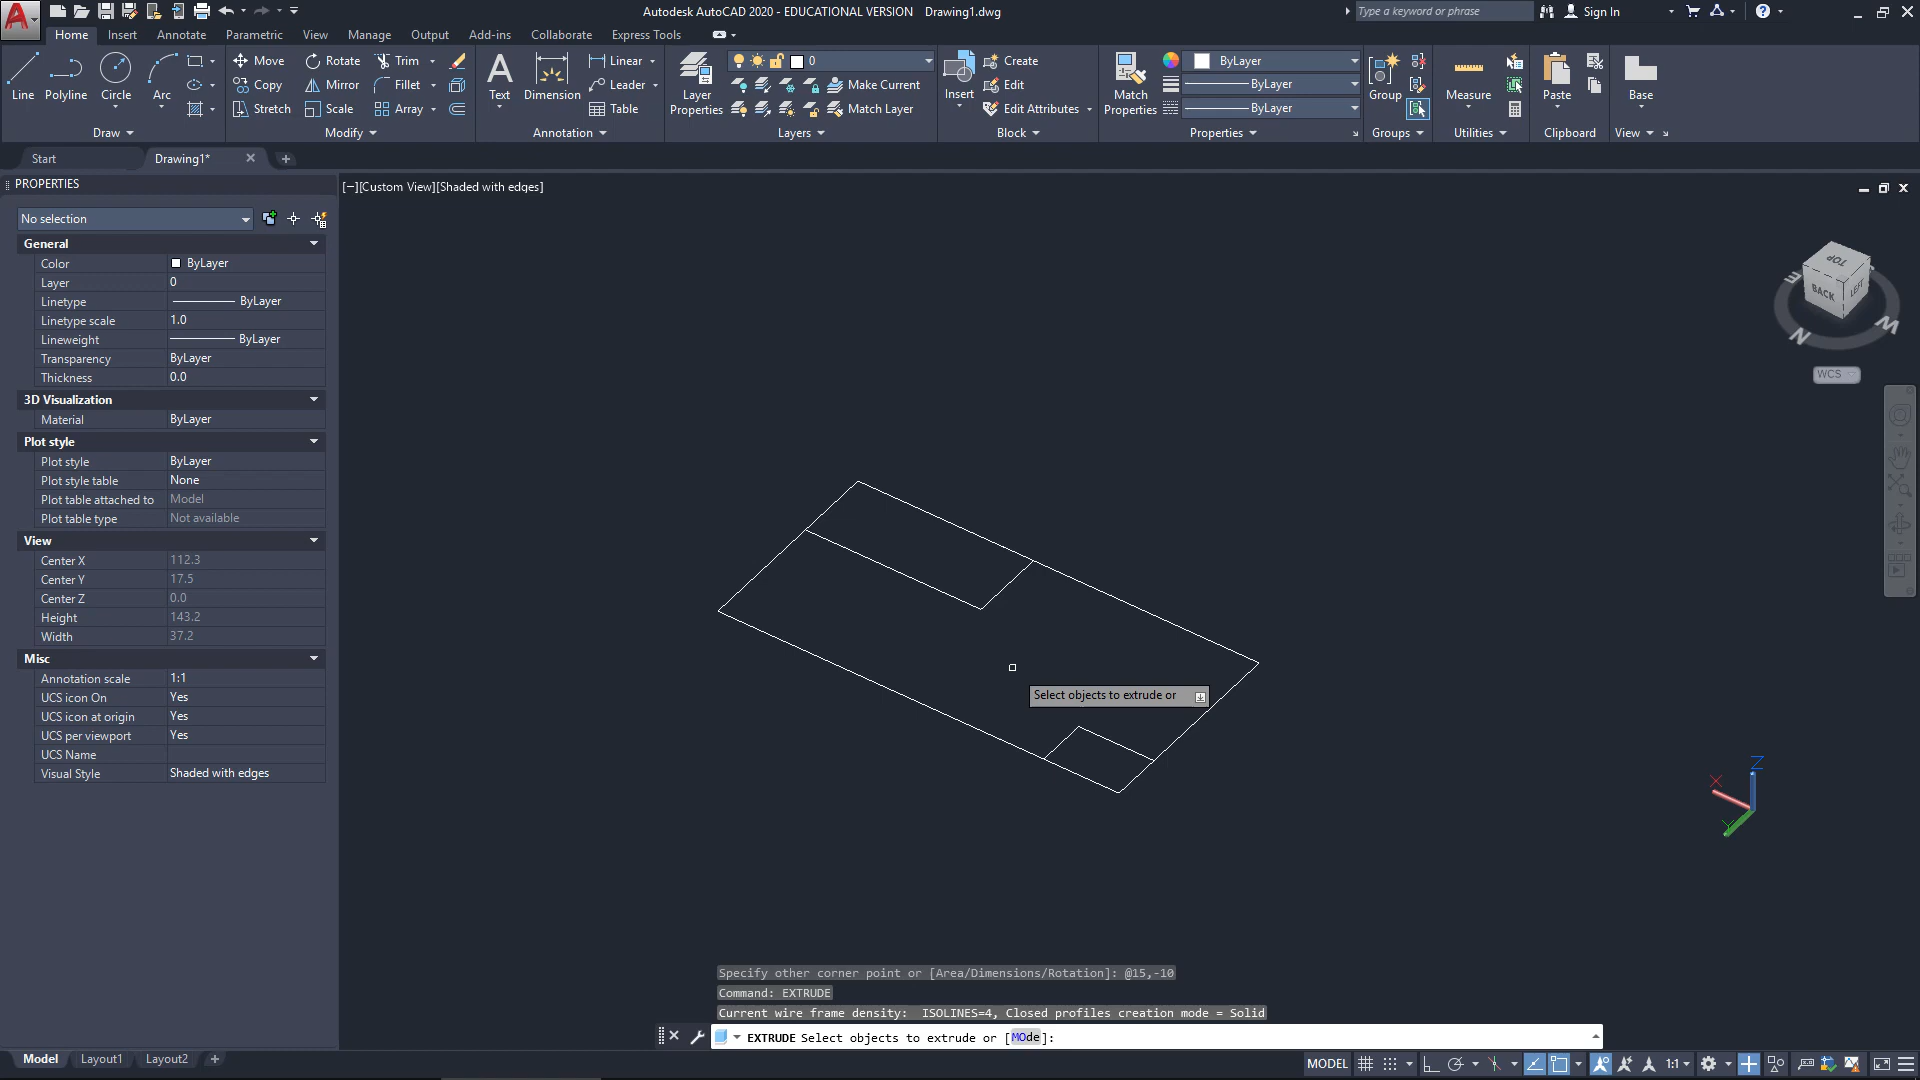 Autodesk AutoCAD 2020 - EDUCATIONAL VERSION Drawing1.dwg
Type a keyword or phrase
Sign In
Home Insert Annotate Parametric View Manage Output Add-ins Collaborate Express Tools
Line Polyline Circle Arc
Draw
Move Rotate Trim
Copy Mirror Fillet
Stretch Scale Array
Modify
Text Dimension
Linear
Leader
Table
Annotation
Layer Properties
0
Make Current
Match Layer
Layers
Insert
Create
Edit
Edit Attributes
Block
Match Properties
ByLayer
ByLayer
ByLayer
Properties
Group
Groups
Measure
Utilities
Paste
Clipboard
Base
View
Start Drawing1*
PROPERTIES
No selection
General
Color ByLayer
Layer 0
Linetype ByLayer
Linetype scale 1.0
Lineweight ByLayer
Transparency ByLayer
Thickness 0.0
3D Visualization
Material ByLayer
Plot style
Plot style ByLayer
Plot style table None
Plot table attached to Model
Plot table type Not available
View
Center X 112.3
Center Y 17.5
Center Z 0.0
Height 143.2
Width 37.2
Misc
Annotation scale 1:1
UCS icon On Yes
UCS icon at origin Yes
UCS per viewport Yes
UCS Name
Visual Style Shaded with edges
[−][Custom View][Shaded with edges]
TOP
BACK
LEFT
E
W
N
WCS
Select objects to extrude or
X
Y
Z
Specify other corner point or [Area/Dimensions/Rotation]: @15,-10
Command: EXTRUDE
Current wire frame density: ISOLINES=4, Closed profiles creation mode = Solid
EXTRUDE Select objects to extrude or [MOde]:
Model Layout1 Layout2
MODEL
1:1